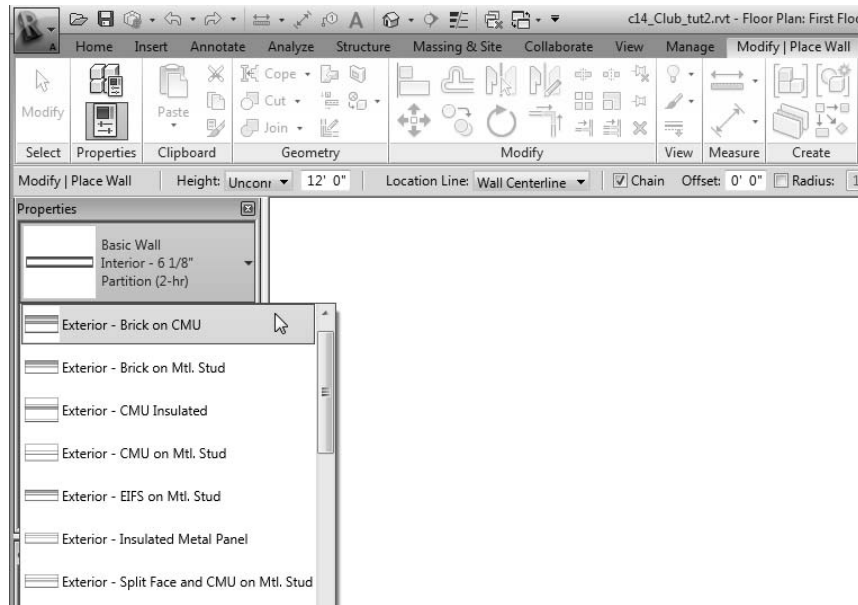 c14_Club_tut2.rvt - Floor Plan: First Floo
A
Home Insert Annotate Analyze Structure Massing & Site Collaborate View Manage Modify | Place Wall
Modify
Paste
Cope
Cut
Join
Select Properties Clipboard Geometry Modify View Measure Create
Modify | Place Wall Height: Unconr 12' 0" Location Line: Wall Centerline Chain Offset: 0' 0" Radius: 1
Properties
Basic Wall
Interior - 6 1/8"
Partition (2-hr)
Exterior - Brick on CMU
Exterior - Brick on Mtl. Stud
Exterior - CMU Insulated
Exterior - CMU on Mtl. Stud
Exterior - EIFS on Mtl. Stud
Exterior - Insulated Metal Panel
Exterior - Split Face and CMU on Mtl. Stud